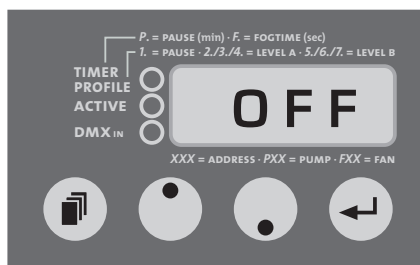 P. = PAUSE (min) · F. = FOGTIME (sec)
1. = PAUSE · 2./3./4. = LEVEL A · 5./6./7. = LEVEL B
TIMER
PROFILE
ACTIVE
DMX IN
OFF
XXX = ADDRESS · PXX = PUMP · FXX = FAN